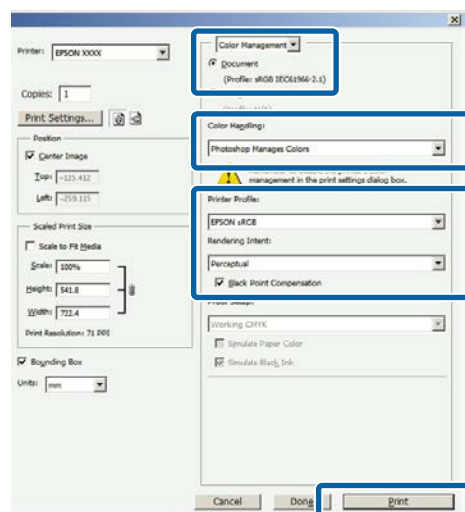 Printer: EPSON XXXX
Copies: 1
Print Settings...
Position
Center Image
Top: -125.412
Left: -259.115
Scaled Print Size
Scale to Fit Media
Scale: 100%
Height: 541.8
Width: 722.4
Print Resolution: 71 PPI
Bounding Box
Units: mm
Color Management
Document
(Profile: sRGB IEC61966-2.1)
Color Handling:
Photoshop Manages Colors
management in the print settings dialog box.
Printer Profile:
EPSON sRGB
Rendering Intent:
Perceptual
Black Point Compensation
Proof Setup:
Working CMYK
Simulate Paper Color
Simulate Black Ink
Cancel
Done
Print